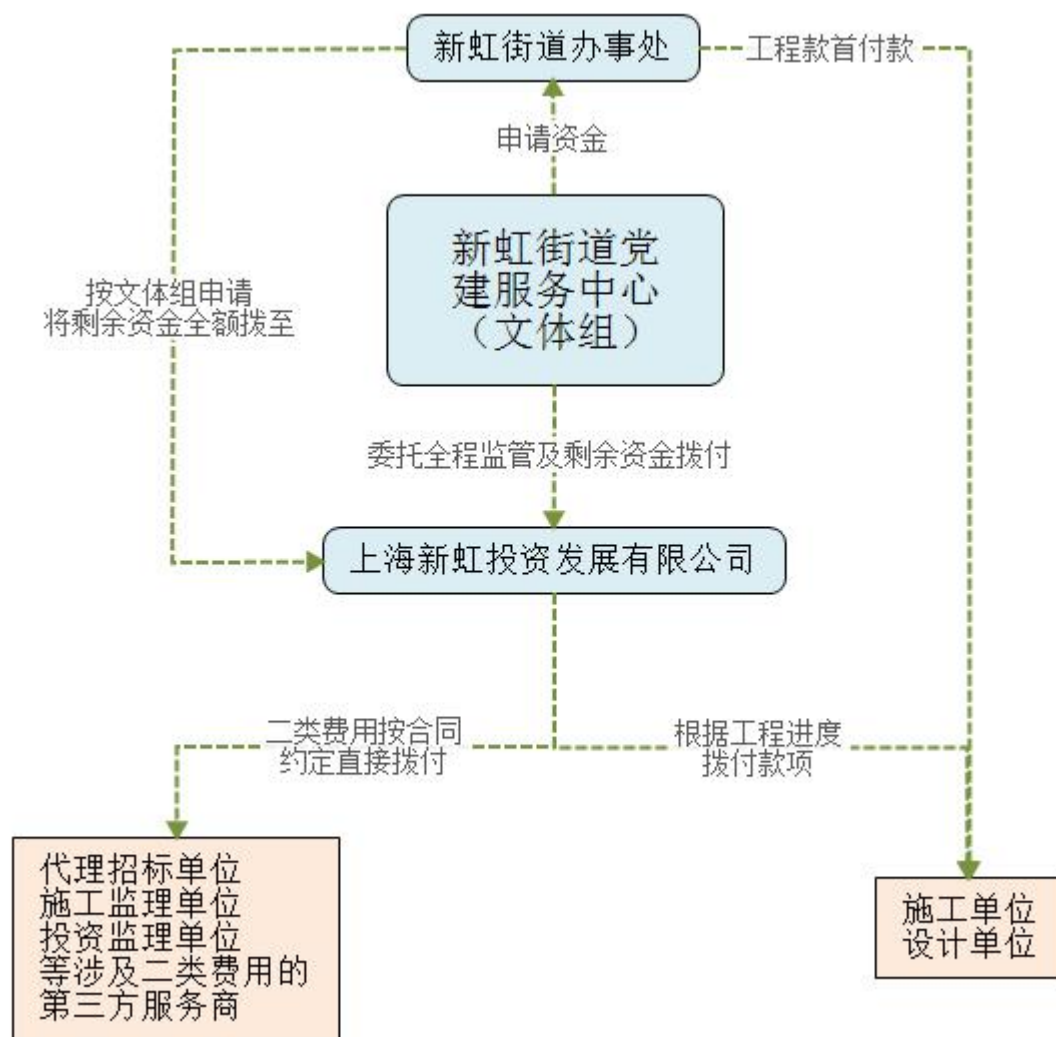 新虹街道办事处
工程款首付款
申请资金
新虹街道党
建服务中心
（文体组）
按文体组申请
将剩余资金全额拨至
委托全程监管及剩余资金拨付
上海新虹投资发展有限公司
二类费用按合同
约定直接拨付
根据工程进度
拨付款项
代理招标单位
施工监理单位
投资监理单位
等涉及二类费用的
第三方服务商
施工单位
设计单位